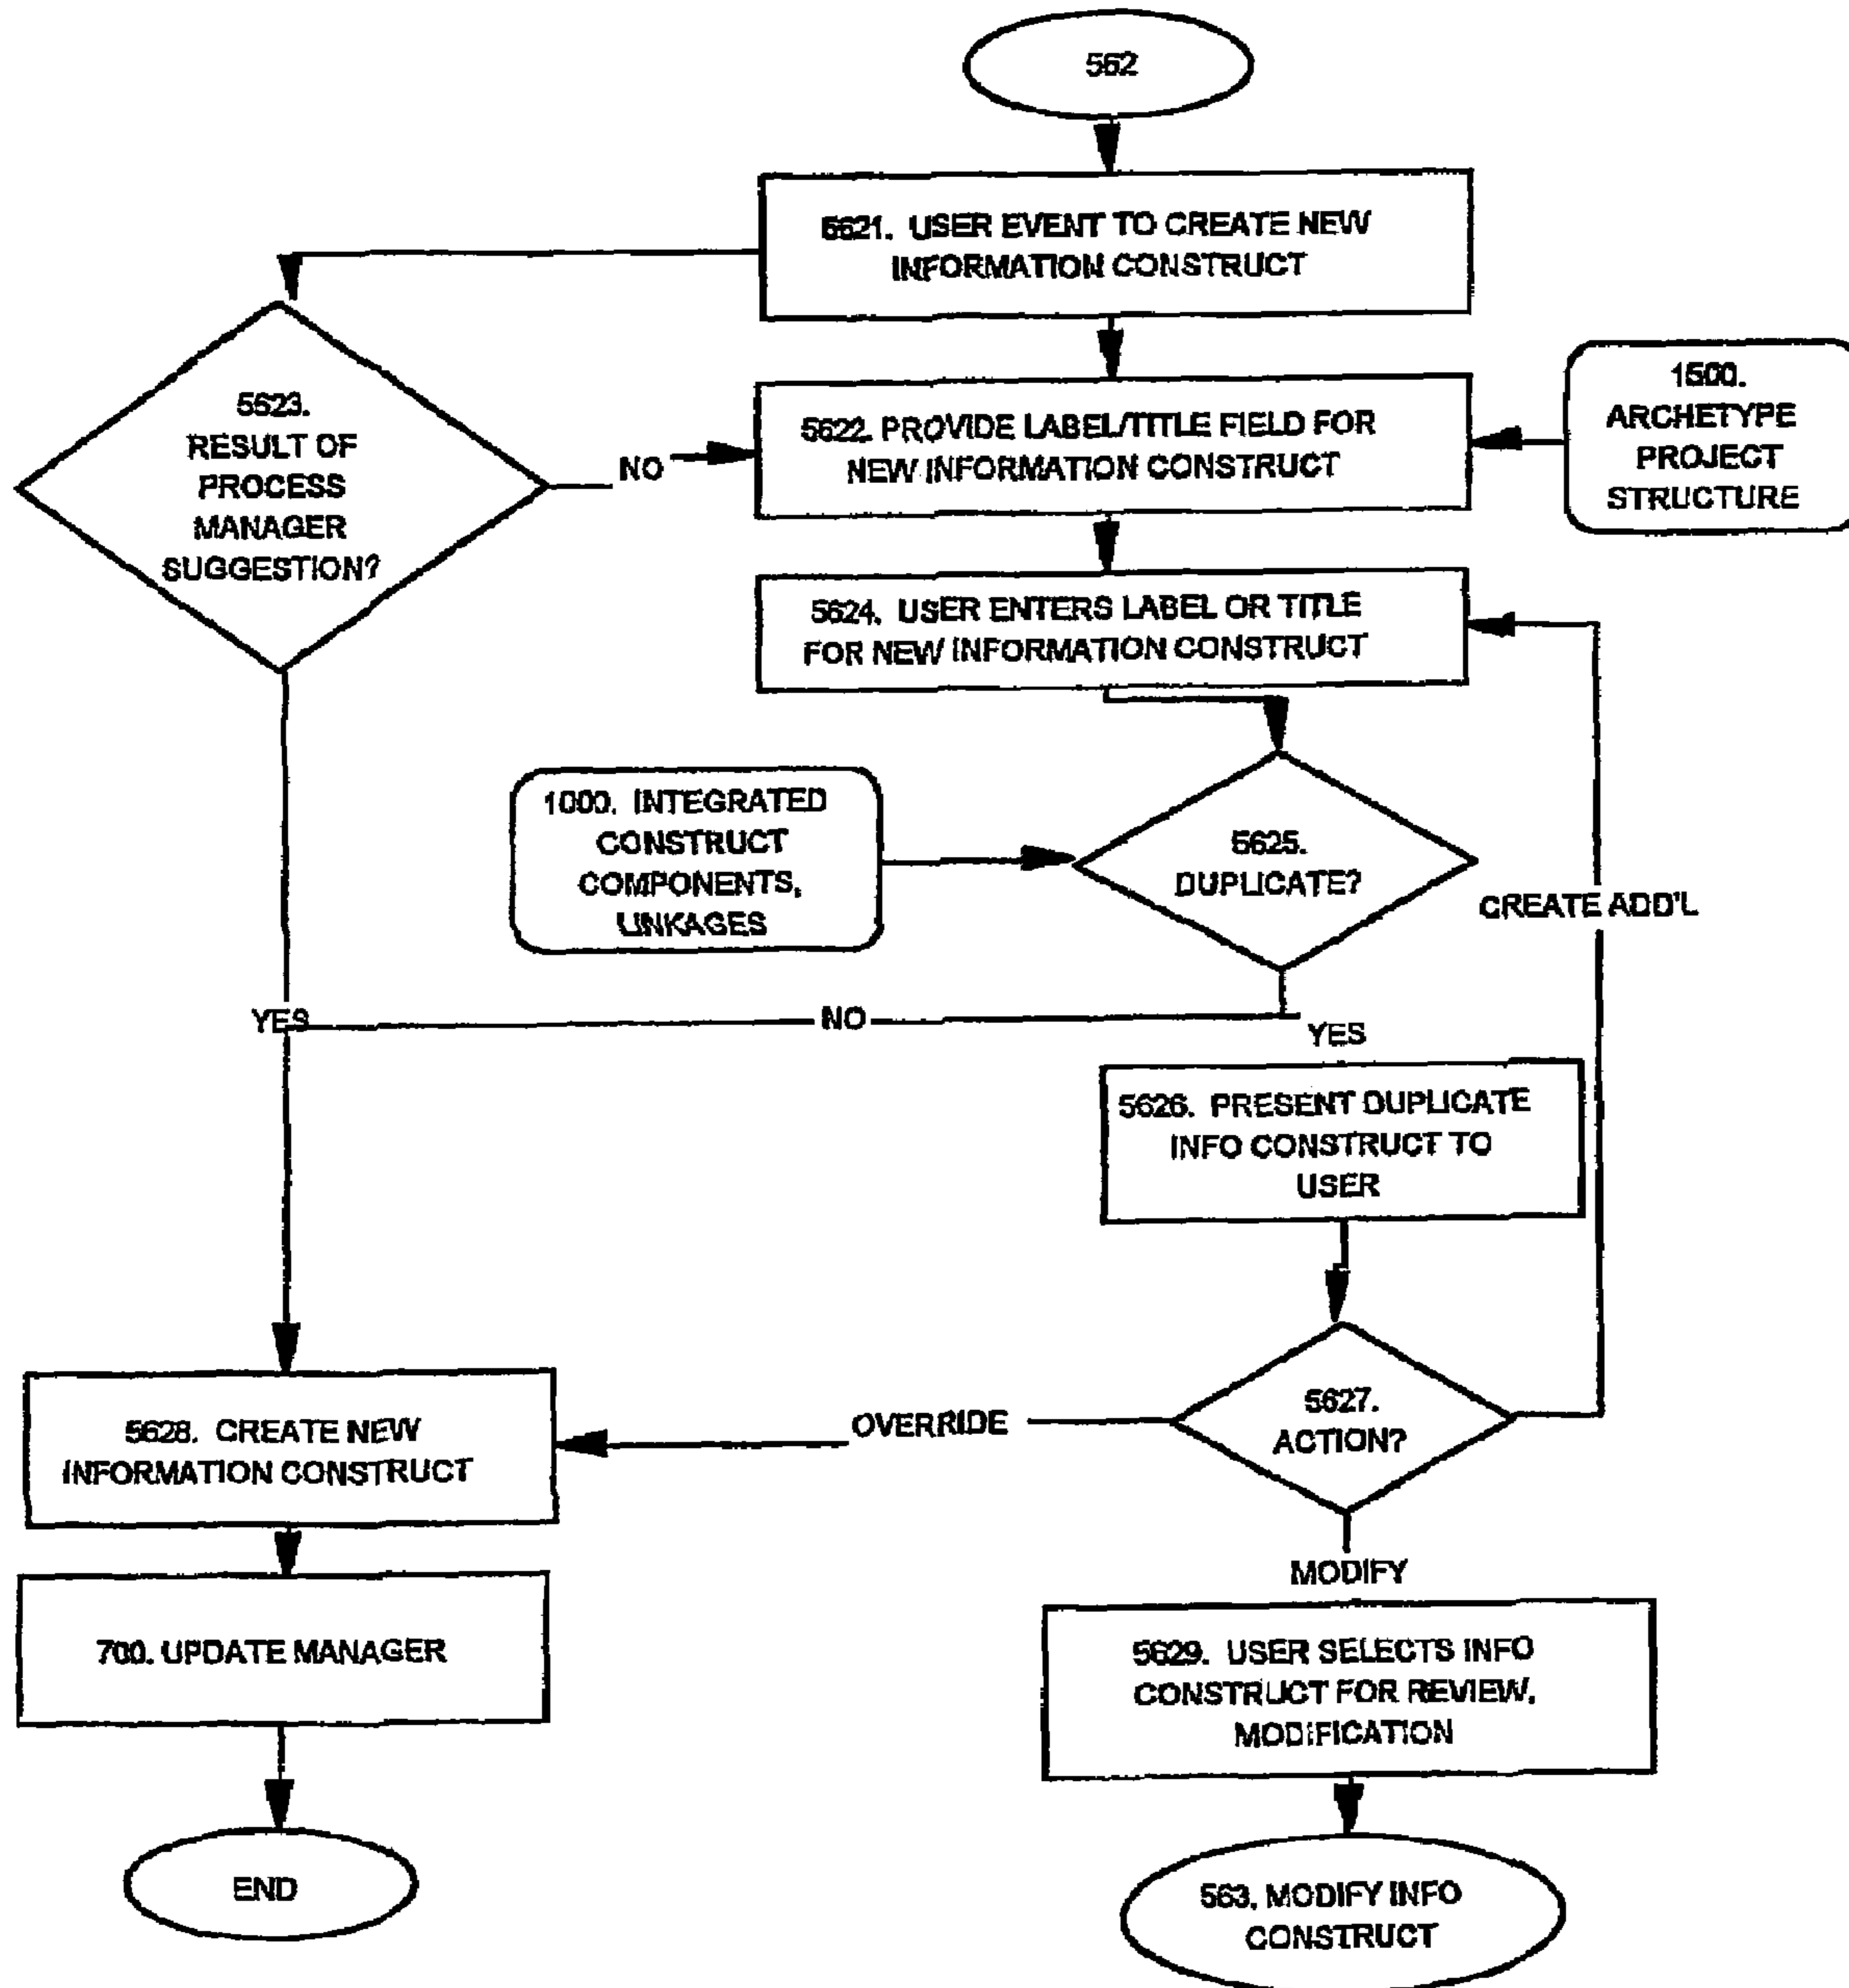 562
5621. USER EVENT TO CREATE NEW
INFORMATION CONSTRUCT
5623.
RESULT OF
PROCESS
MANAGER
SUGGESTION?
NO
5622. PROVIDE LABEL/TITLE FIELD FOR
NEW INFORMATION CONSTRUCT
1500.
ARCHETYPE
PROJECT
STRUCTURE
5624. USER ENTERS LABEL OR TITLE
FOR NEW INFORMATION CONSTRUCT
1000. INTEGRATED
CONSTRUCT
COMPONENTS,
LINKAGES
5625.
DUPLICATE?
CREATE ADD'L
YES
NO
YES
5626. PRESENT DUPLICATE
INFO CONSTRUCT TO
USER
5627.
ACTION?
OVERRIDE
5628. CREATE NEW
INFORMATION CONSTRUCT
MODIFY
700. UPDATE MANAGER
5629. USER SELECTS INFO
CONSTRUCT FOR REVIEW,
MODIFICATION
END
563. MODIFY INFO
CONSTRUCT